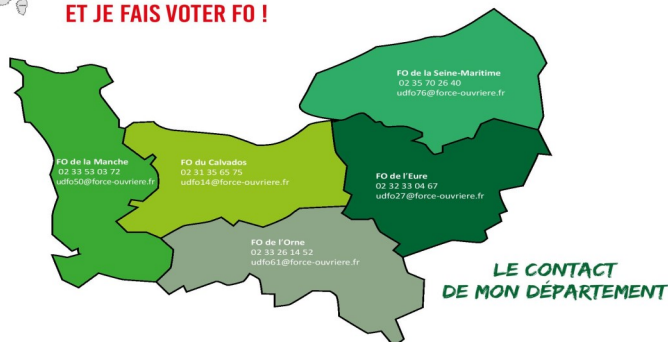 ET JE FAIS VOTER FO !
FO de la Seine-Maritime
02 35 70 26 40
udfo76@force-ouvriere.fr
FO de la Manche
02 33 53 03 72
udfo50@force-ouvriere.fr
FO du Calvados
02 31 35 65 75
udfo14@force-ouvriere.fr
FO de l'Eure
02 32 33 04 67
udfo27@force-ouvriere.fr
FO de l'Orne
02 33 26 14 52
udfo61@force-ouvriere.fr
LE CONTACT
DE MON DÉPARTEMENT